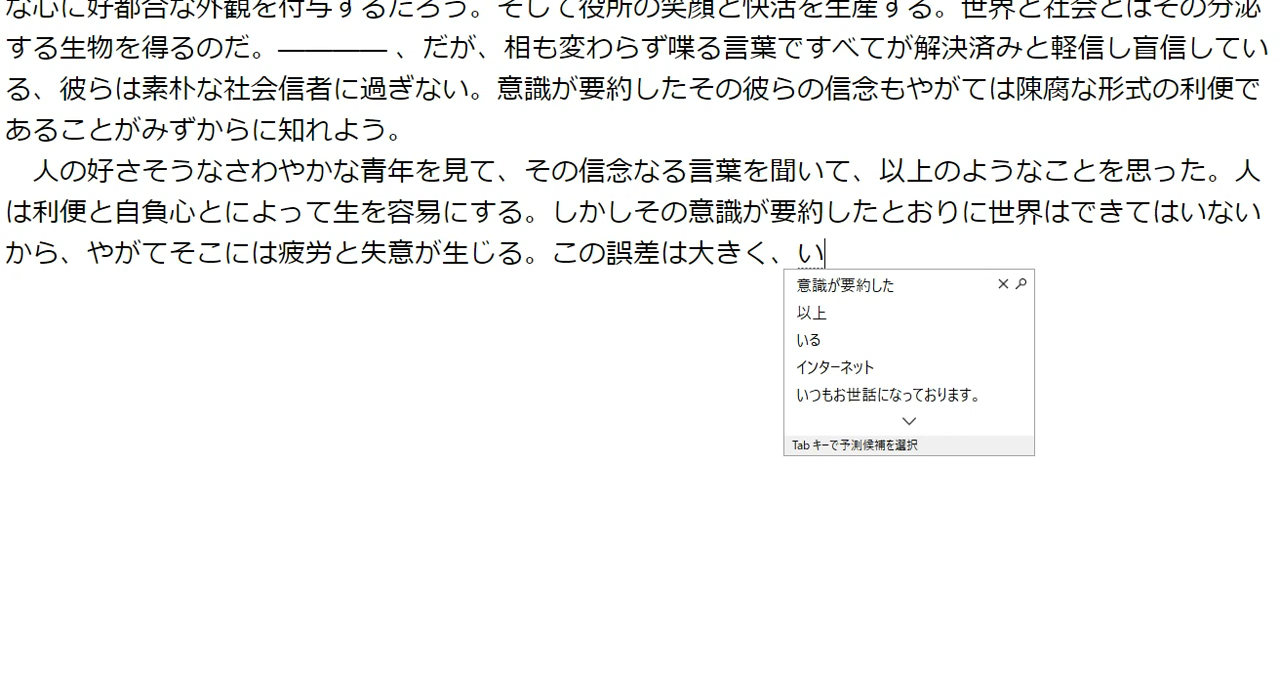 な心に好都合な外観を付与するだろう。そして役所の笑顔と快活を生産する。世界と社会とはその分泌
する生物を得るのだ。――――、だが、相も変わらず喋る言葉ですべてが解決済みと軽信し盲信してい
る、彼らは素朴な社会信者に過ぎない。意識が要約したその彼らの信念もやがては陳腐な形式の利便で
あることがみずからに知れよう。
　人の好さそうなさわやかな青年を見て、その信念なる言葉を聞いて、以上のようなことを思った。人
は利便と自負心とによって生を容易にする。しかしその意識が要約したとおりに世界はできてはいない
から、やがてそこには疲労と失意が生じる。この誤差は大きく、い
意識が要約した
以上
いる
インターネット
いつもお世話になっております。
Tab キーで予測候補を選択